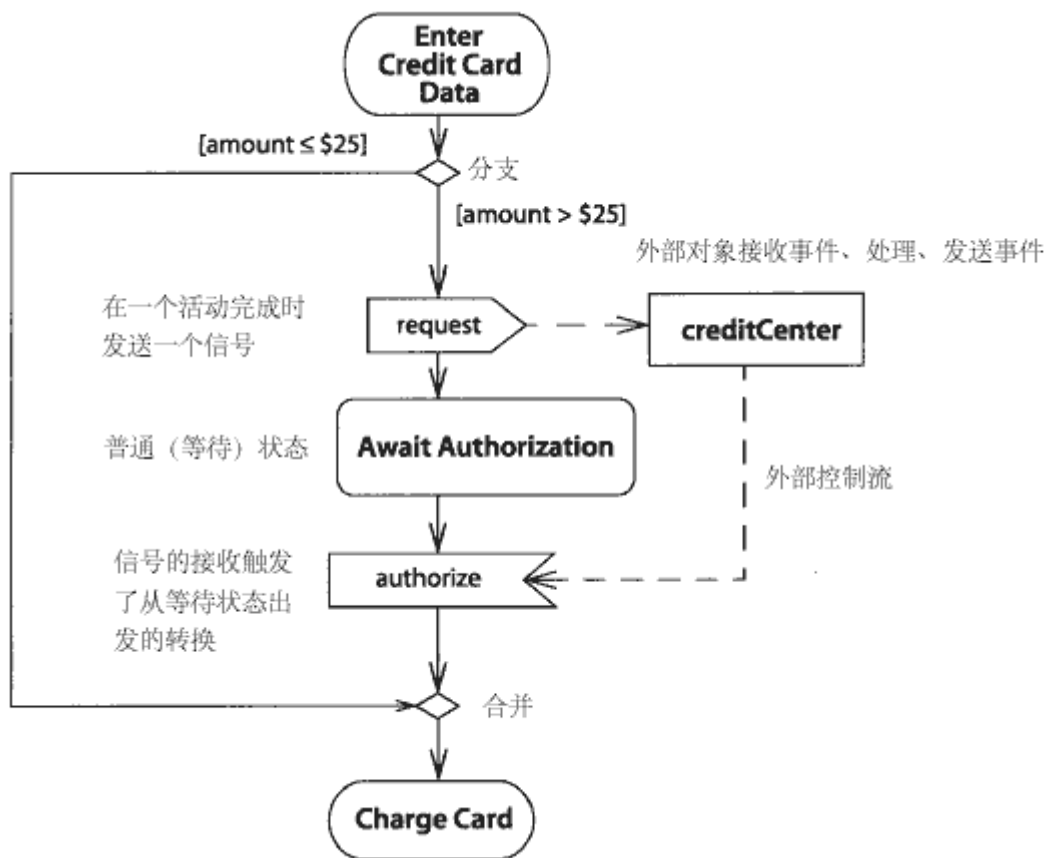 Enter
Credit Card
Data
[amount ≤ $25]
分支
[amount > $25]
外部对象接收事件、处理、发送事件
在一个活动完成时
发送一个信号
request
creditCenter
普通（等待）状态
Await Authorization
外部控制流
信号的接收触发
了从等待状态出
发的转换
authorize
合并
Charge Card